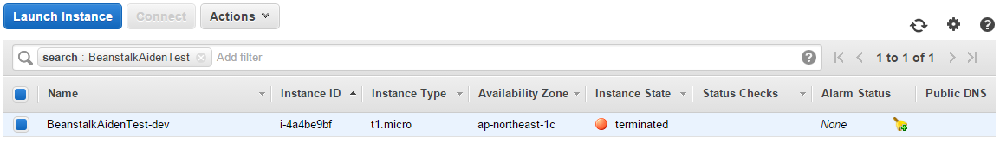 Launch Instance Connect Actions
search : BeanstalkAidenTest Add filter 1 to 1 of 1
Name Instance ID Instance Type Availability Zone Instance State Status Checks Alarm Status Public DNS
BeanstalkAidenTest-dev i-4a4be9bf t1.micro ap-northeast-1c terminated None